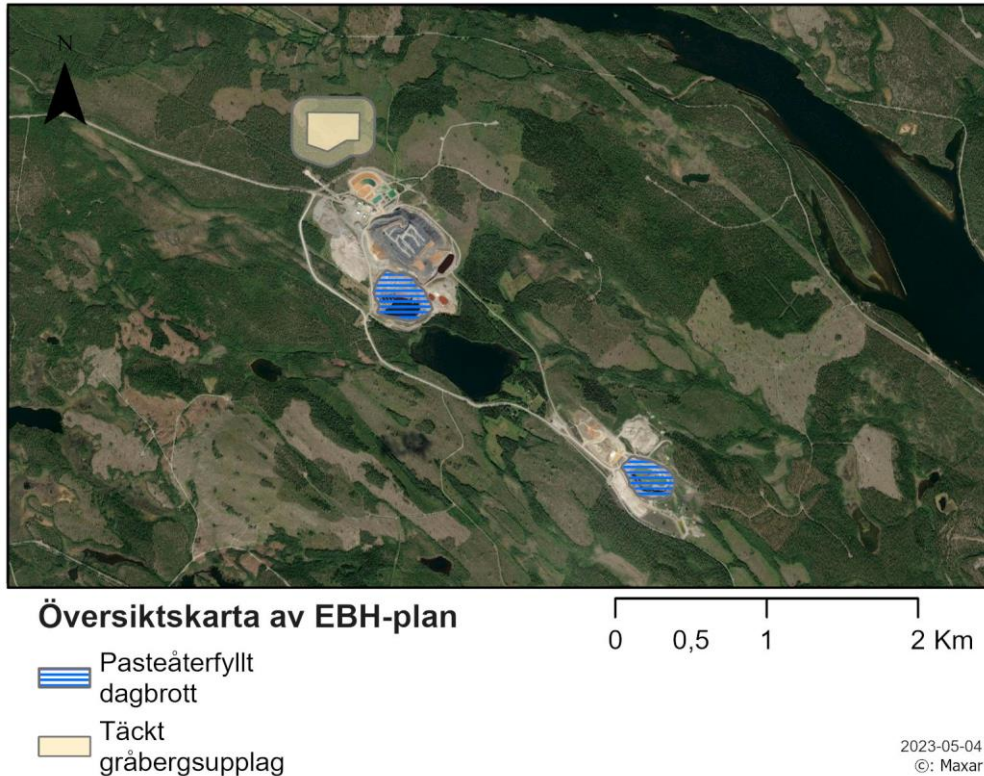 N
Översiktskarta av EBH-plan
0 0,5 1 2 Km
Pasteåterfyllt
dagbrott
Täckt
gråbergsupplag
2023-05-04
©: Maxar